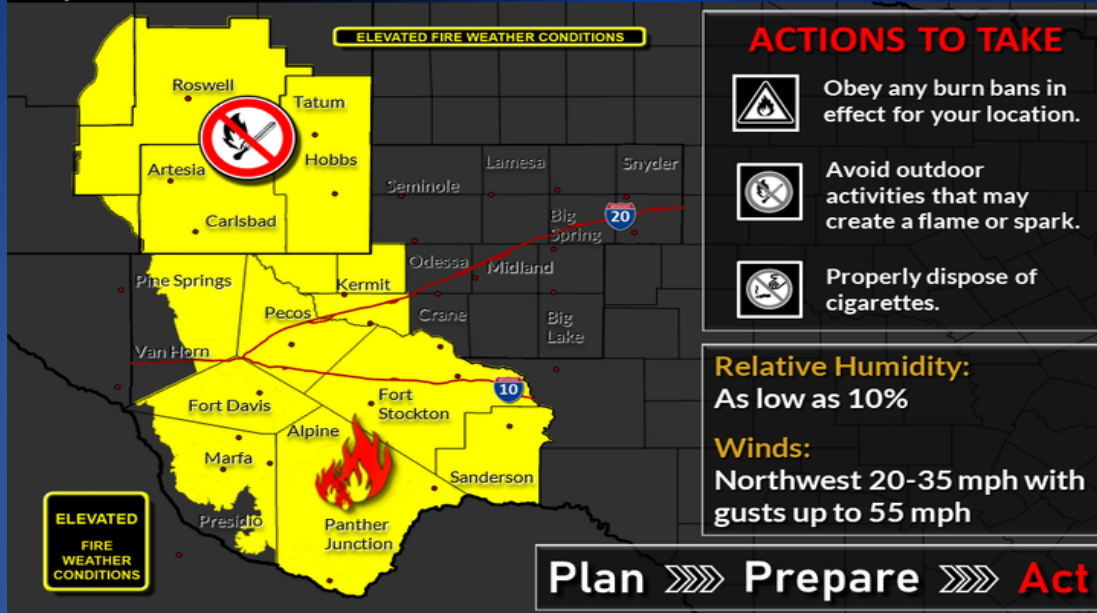 ELEVATED FIRE WEATHER CONDITIONS
Roswell
Tatum
Artesia
Hobbs
Carlsbad
Lamesa
Snyder
Seminole
20
Big
Spring
Pine Springs
Kermit
Odessa
Midland
Pecos
Crane
Big
Lake
Van Horn
10
Fort Davis
Fort
Stockton
Alpine
Marfa
Sanderson
Presidio
Panther
Junction
ELEVATED
FIRE
WEATHER
CONDITIONS
ACTIONS TO TAKE
Obey any burn bans in
effect for your location.
Avoid outdoor
activities that may
create a flame or spark.
Properly dispose of
cigarettes.
Relative Humidity:
As low as 10%
Winds:
Northwest 20-35 mph with
gusts up to 55 mph
Plan Prepare Act